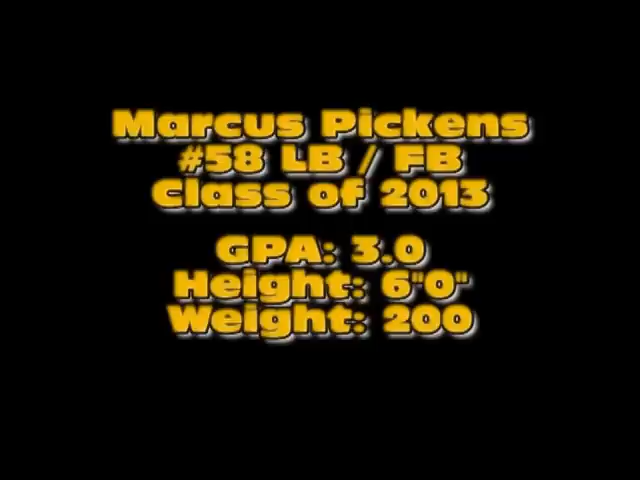 Marcus Pickens
#58 LB / FB
Class of 2013
GPA: 3.0
Height: 6"0"
Weight: 200